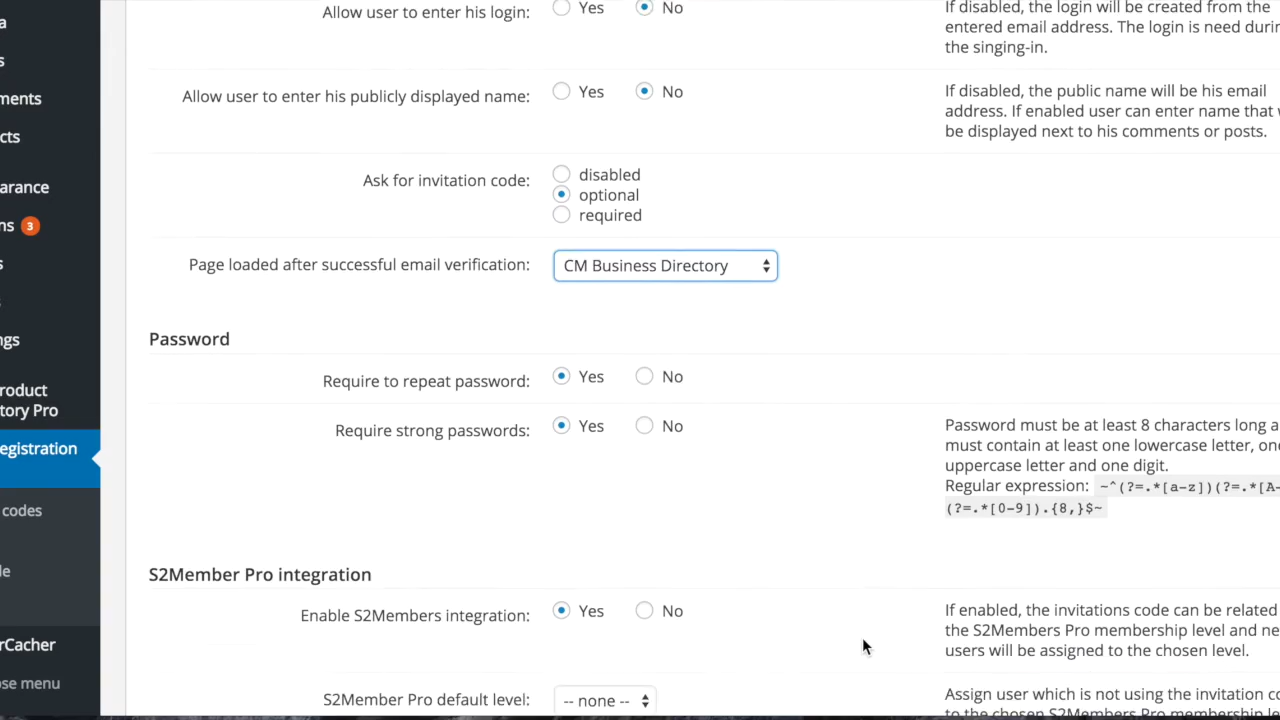 a
s
ments
cts
arance
ns 3
s
ngs
roduct
tory Pro
egistration
codes
le
rCacher
ose menu
Allow user to enter his login: Yes No
If disabled, the login will be created from the
entered email address. The login is need durin
the singing-in.
Allow user to enter his publicly displayed name: Yes No
If disabled, the public name will be his email
address. If enabled user can enter name that
be displayed next to his comments or posts.
Ask for invitation code: disabled
optional
required
Page loaded after successful email verification: CM Business Directory
Password
Require to repeat password: Yes No
Require strong passwords: Yes No
Password must be at least 8 characters long a
must contain at least one lowercase letter, one
uppercase letter and one digit.
Regular expression: ~^(?=.*[a-z])(?=.*[A-
(?=.*[0-9]).{8,}$~
S2Member Pro integration
Enable S2Members integration: Yes No
If enabled, the invitations code can be related
the S2Members Pro membership level and ne
users will be assigned to the chosen level.
S2Member Pro default level: -- none --
Assign user which is not using the invitation co
to the chosen S2Members Pro membership le